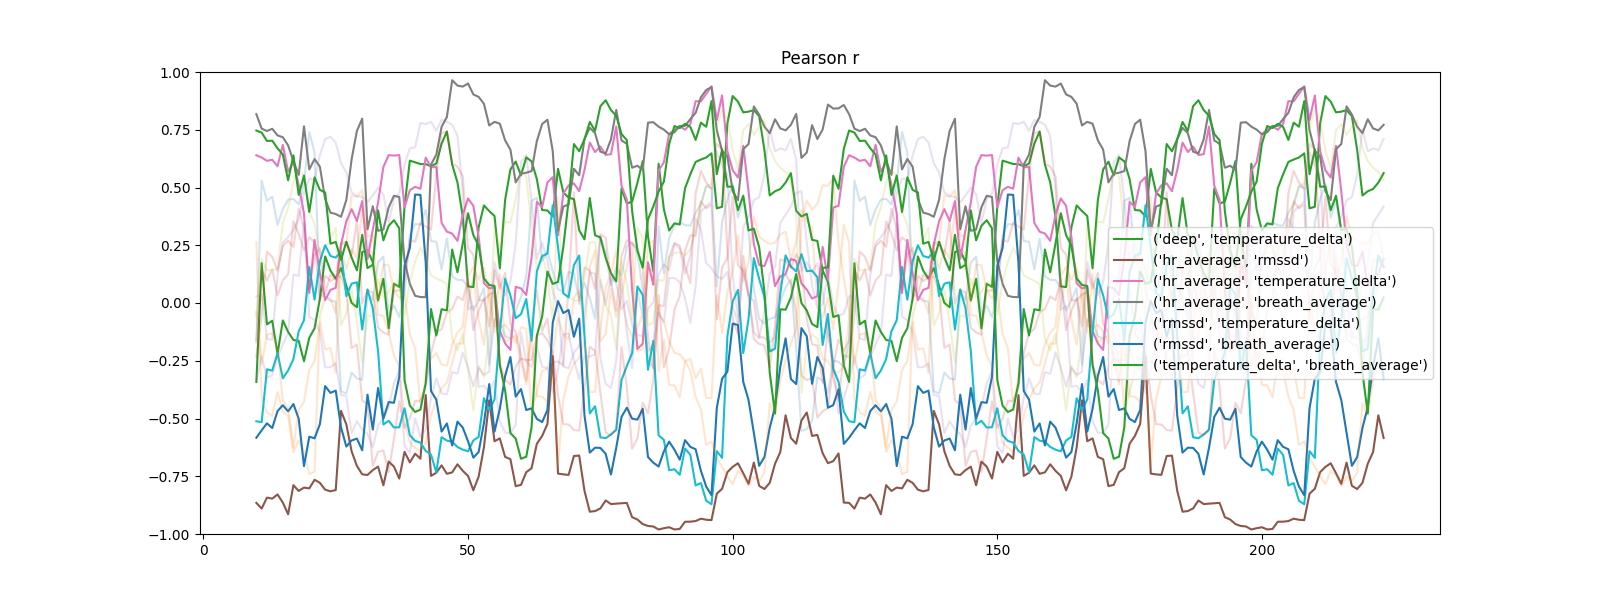 Pearson r
1.00
0.75
0.50
0.25
0.00
−0.25
−0.50
−0.75
−1.00
0
50
100
150
200
('deep', 'temperature_delta')
('hr_average', 'rmssd')
('hr_average', 'temperature_delta')
('hr_average', 'breath_average')
('rmssd', 'temperature_delta')
('rmssd', 'breath_average')
('temperature_delta', 'breath_average')